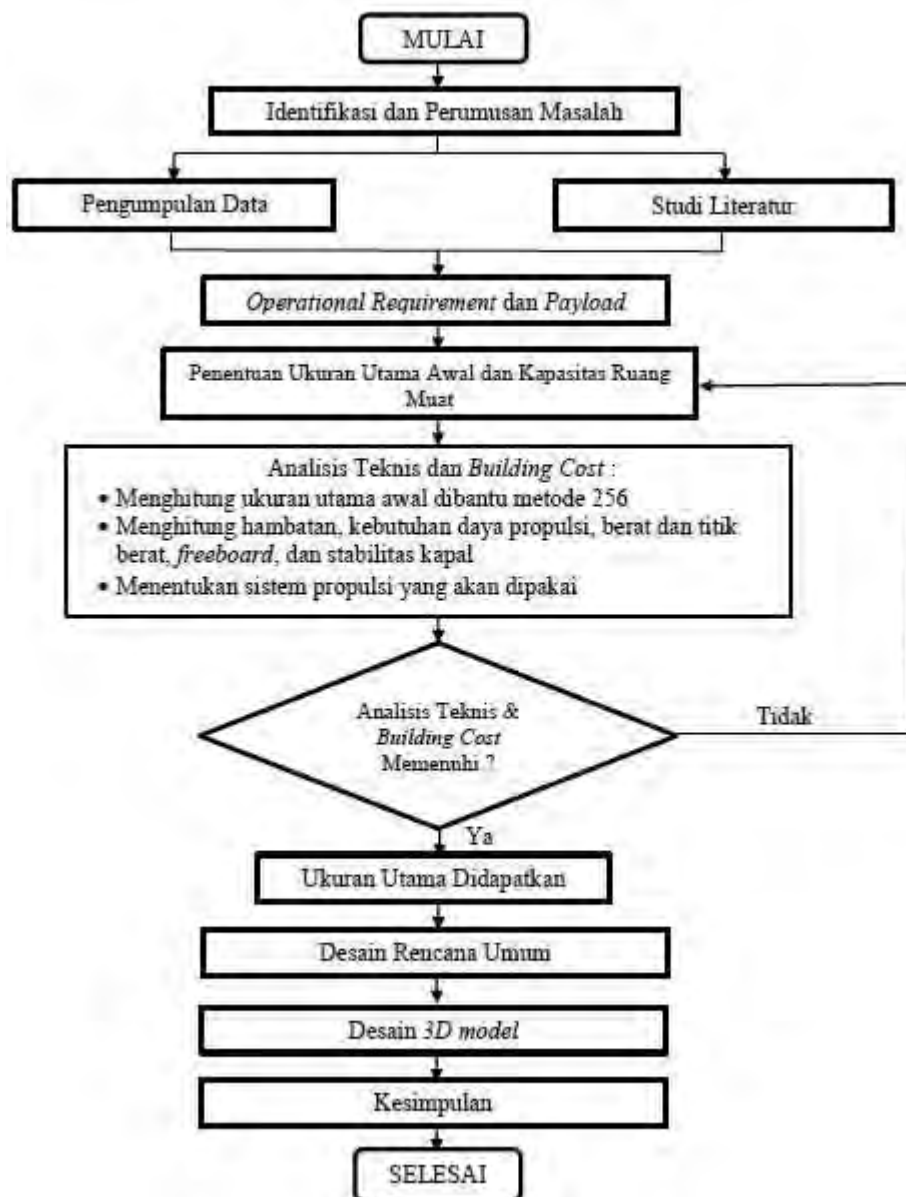 MULAI
Identifikasi dan Perumusan Masalah
Pengumpulan Data
Studi Literatur
Operational Requirement dan Payload
Penentuan Ukuran Utama Awal dan Kapasitas Ruang
Muat
Analisis Teknis dan Building Cost :
• Menghitung ukuran utama awal dibantu metode 256
• Menghitung hambatan, kebutuhan daya propulsi, berat dan titik
berat, freeboard, dan stabilitas kapal
• Menentukan sistem propulsi yang akan dipakai
Analisis Teknis &
Building Cost
Memenuhi ?
Tidak
Ya
Ukuran Utama Didapatkan
Desain Rencana Umum
Desain 3D model
Kesimpulan
SELESAI